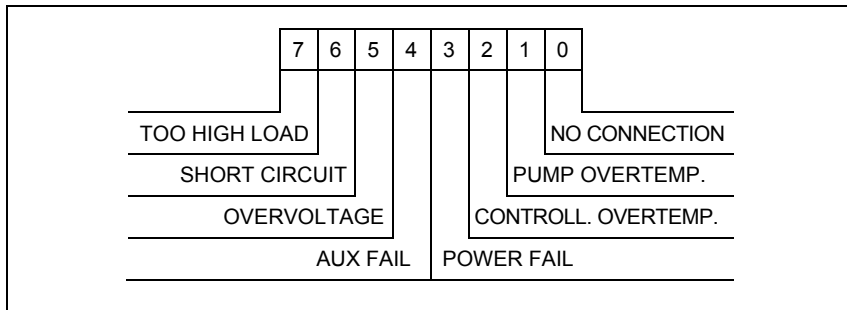 7 6 5 4 3 2 1 0
TOO HIGH LOAD NO CONNECTION
SHORT CIRCUIT PUMP OVERTEMP.
OVERVOLTAGE CONTROLL. OVERTEMP.
AUX FAIL POWER FAIL